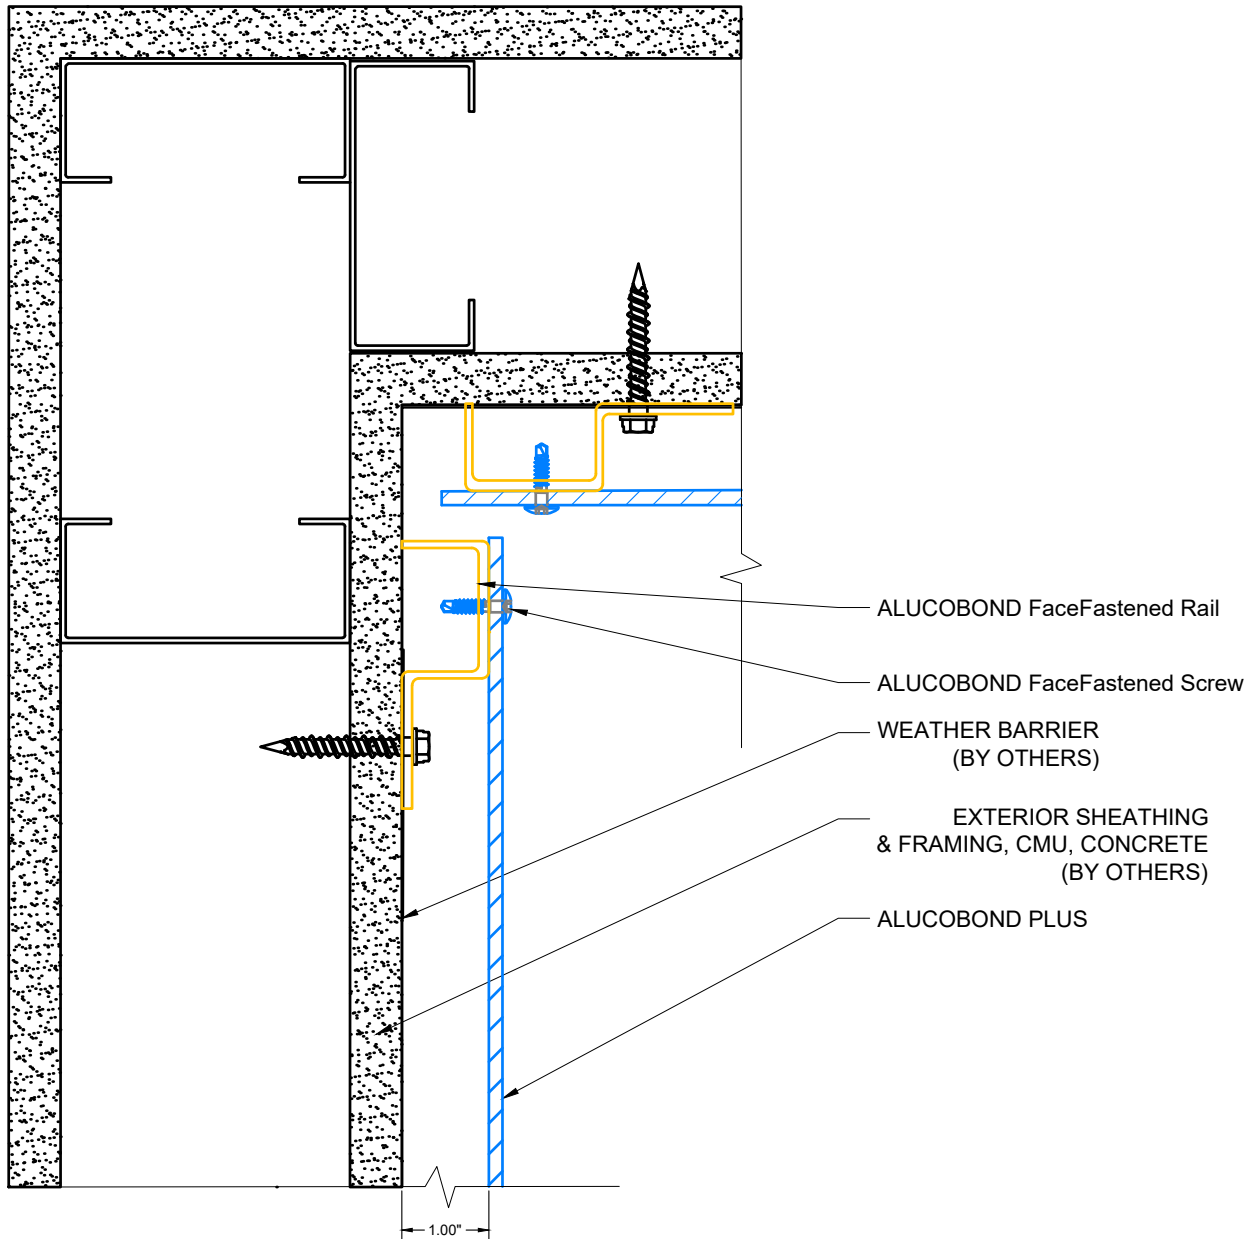 ALUCOBOND FaceFastened Rail
ALUCOBOND FaceFastened Screw
WEATHER BARRIER
(BY OTHERS)
EXTERIOR SHEATHING
& FRAMING, CMU, CONCRETE
(BY OTHERS)
ALUCOBOND PLUS
1.00"